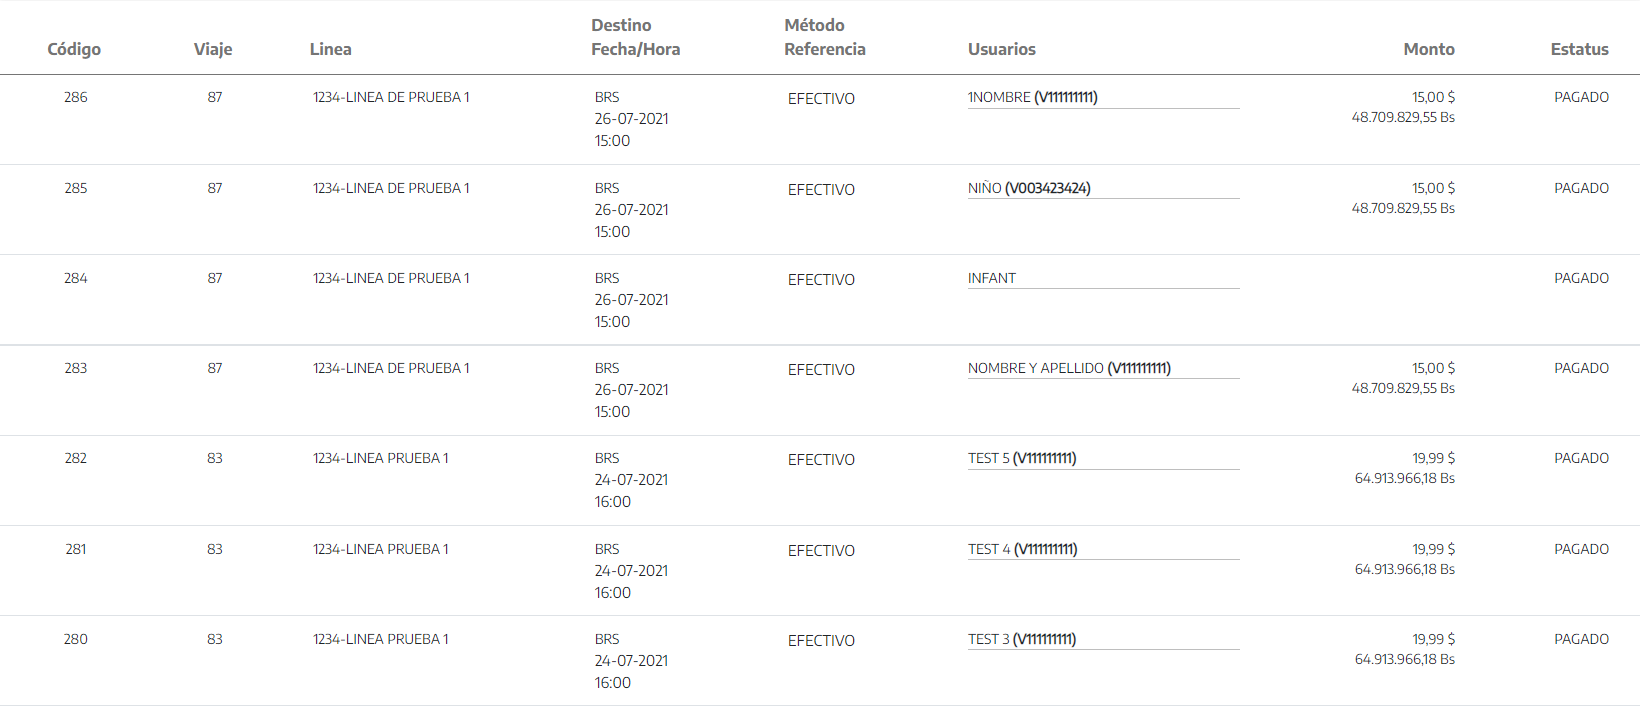 Código Viaje Linea Destino Fecha/Hora Método Referencia Usuarios Monto Estatus
286 87 1234-LINEA DE PRUEBA 1 BRS EFECTIVO 1NOMBRE (V111111111) 15,00 $ PAGADO
26-07-2021 48.709.829,55 Bs
15:00
285 87 1234-LINEA DE PRUEBA 1 BRS EFECTIVO NIÑO (V003423424) 15,00 $ PAGADO
26-07-2021 48.709.829,55 Bs
15:00
284 87 1234-LINEA DE PRUEBA 1 BRS EFECTIVO INFANT PAGADO
26-07-2021
15:00
283 87 1234-LINEA DE PRUEBA 1 BRS EFECTIVO NOMBRE Y APELLIDO (V111111111) 15,00 $ PAGADO
26-07-2021 48.709.829,55 Bs
15:00
282 83 1234-LINEA PRUEBA 1 BRS EFECTIVO TEST 5 (V111111111) 19,99 $ PAGADO
24-07-2021 64.913.966,18 Bs
16:00
281 83 1234-LINEA PRUEBA 1 BRS EFECTIVO TEST 4 (V111111111) 19,99 $ PAGADO
24-07-2021 64.913.966,18 Bs
16:00
280 83 1234-LINEA PRUEBA 1 BRS EFECTIVO TEST 3 (V111111111) 19,99 $ PAGADO
24-07-2021 64.913.966,18 Bs
16:00